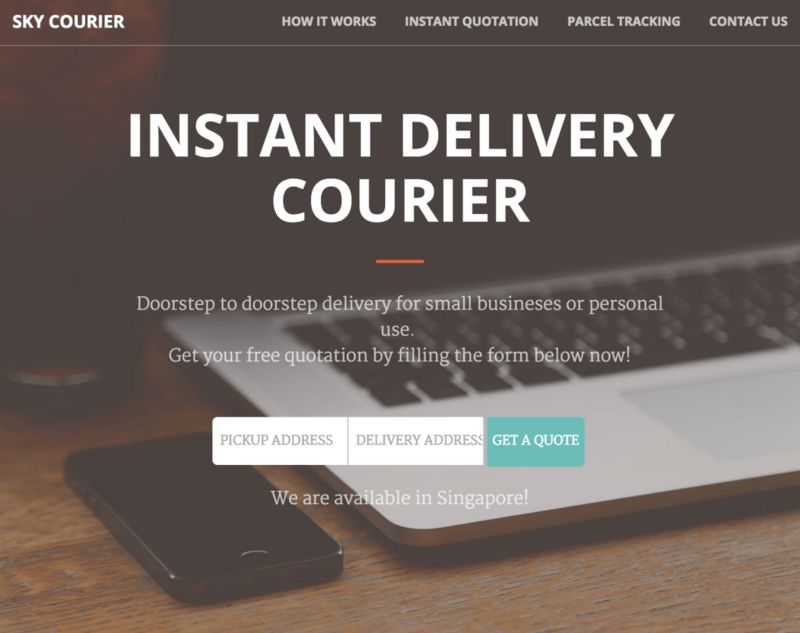 SKY COURIER
HOW IT WORKS
INSTANT QUOTATION
PARCEL TRACKING
CONTACT US
INSTANT DELIVERY
COURIER
Doorstep to doorstep delivery for small busineses or personal
use.
Get your free quotation by filling the form below now!
PICKUP ADDRESS
DELIVERY ADDRESS
GET A QUOTE
We are available in Singapore!